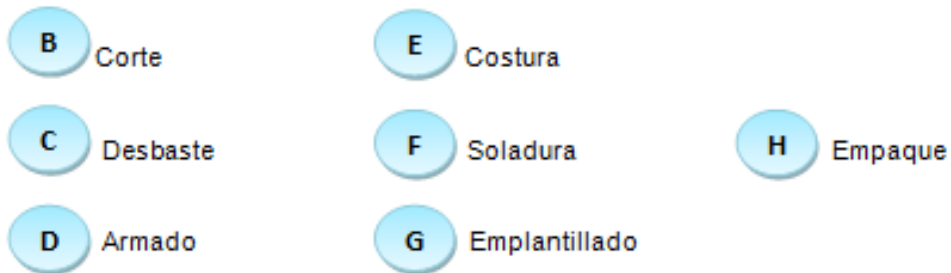 B Corte
E Costura
C Desbaste
F Soladura
H Empaque
D Armado
G Emplantillado